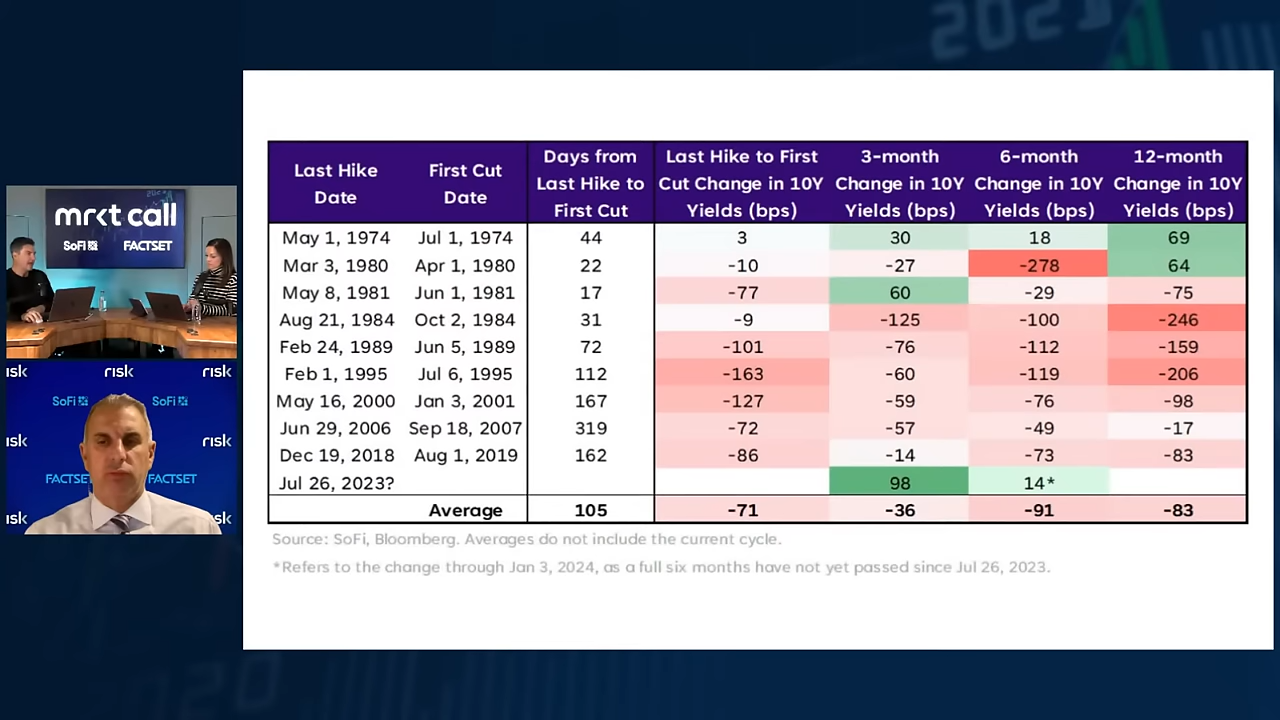 2021
mrkt call
SoFi FACTSET
isk risk risk
SoFi SoFi
isk risk
FACTSET FACTSET
isk risk
Last Hike Date First Cut Date Days from Last Hike to First Cut Last Hike to First Cut Change in 10Y Yields (bps) 3-month Change in 10Y Yields (bps) 6-month Change in 10Y Yields (bps) 12-month Change in 10Y Yields (bps)
May 1, 1974 Jul 1, 1974 44 3 30 18 69
Mar 3, 1980 Apr 1, 1980 22 -10 -27 -278 64
May 8, 1981 Jun 1, 1981 17 -77 60 -29 -75
Aug 21, 1984 Oct 2, 1984 31 -9 -125 -100 -246
Feb 24, 1989 Jun 5, 1989 72 -101 -76 -112 -159
Feb 1, 1995 Jul 6, 1995 112 -163 -60 -119 -206
May 16, 2000 Jan 3, 2001 167 -127 -59 -76 -98
Jun 29, 2006 Sep 18, 2007 319 -72 -57 -49 -17
Dec 19, 2018 Aug 1, 2019 162 -86 -14 -73 -83
Jul 26, 2023? 98 14*
Average 105 -71 -36 -91 -83
Source: SoFi, Bloomberg. Averages do not include the current cycle.
*Refers to the change through Jan 3, 2024, as a full six months have not yet passed since Jul 26, 2023.